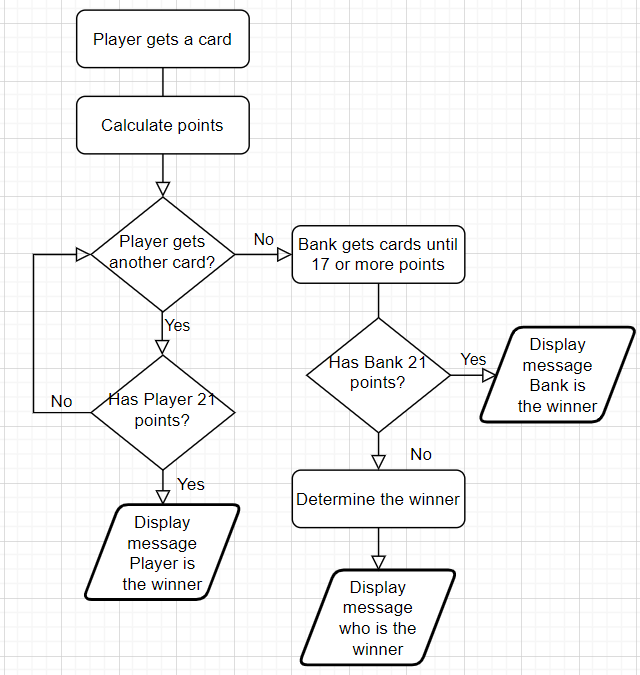 Player gets a card
Calculate points
Player gets
another card?
No
Bank gets cards until
17 or more points
Yes
Has Player 21
points?
No
Yes
Display
message
Player is
the winner
Has Bank 21
points?
Yes
Display
message
Bank is
the winner
No
Determine the winner
Display
message
who is the
winner